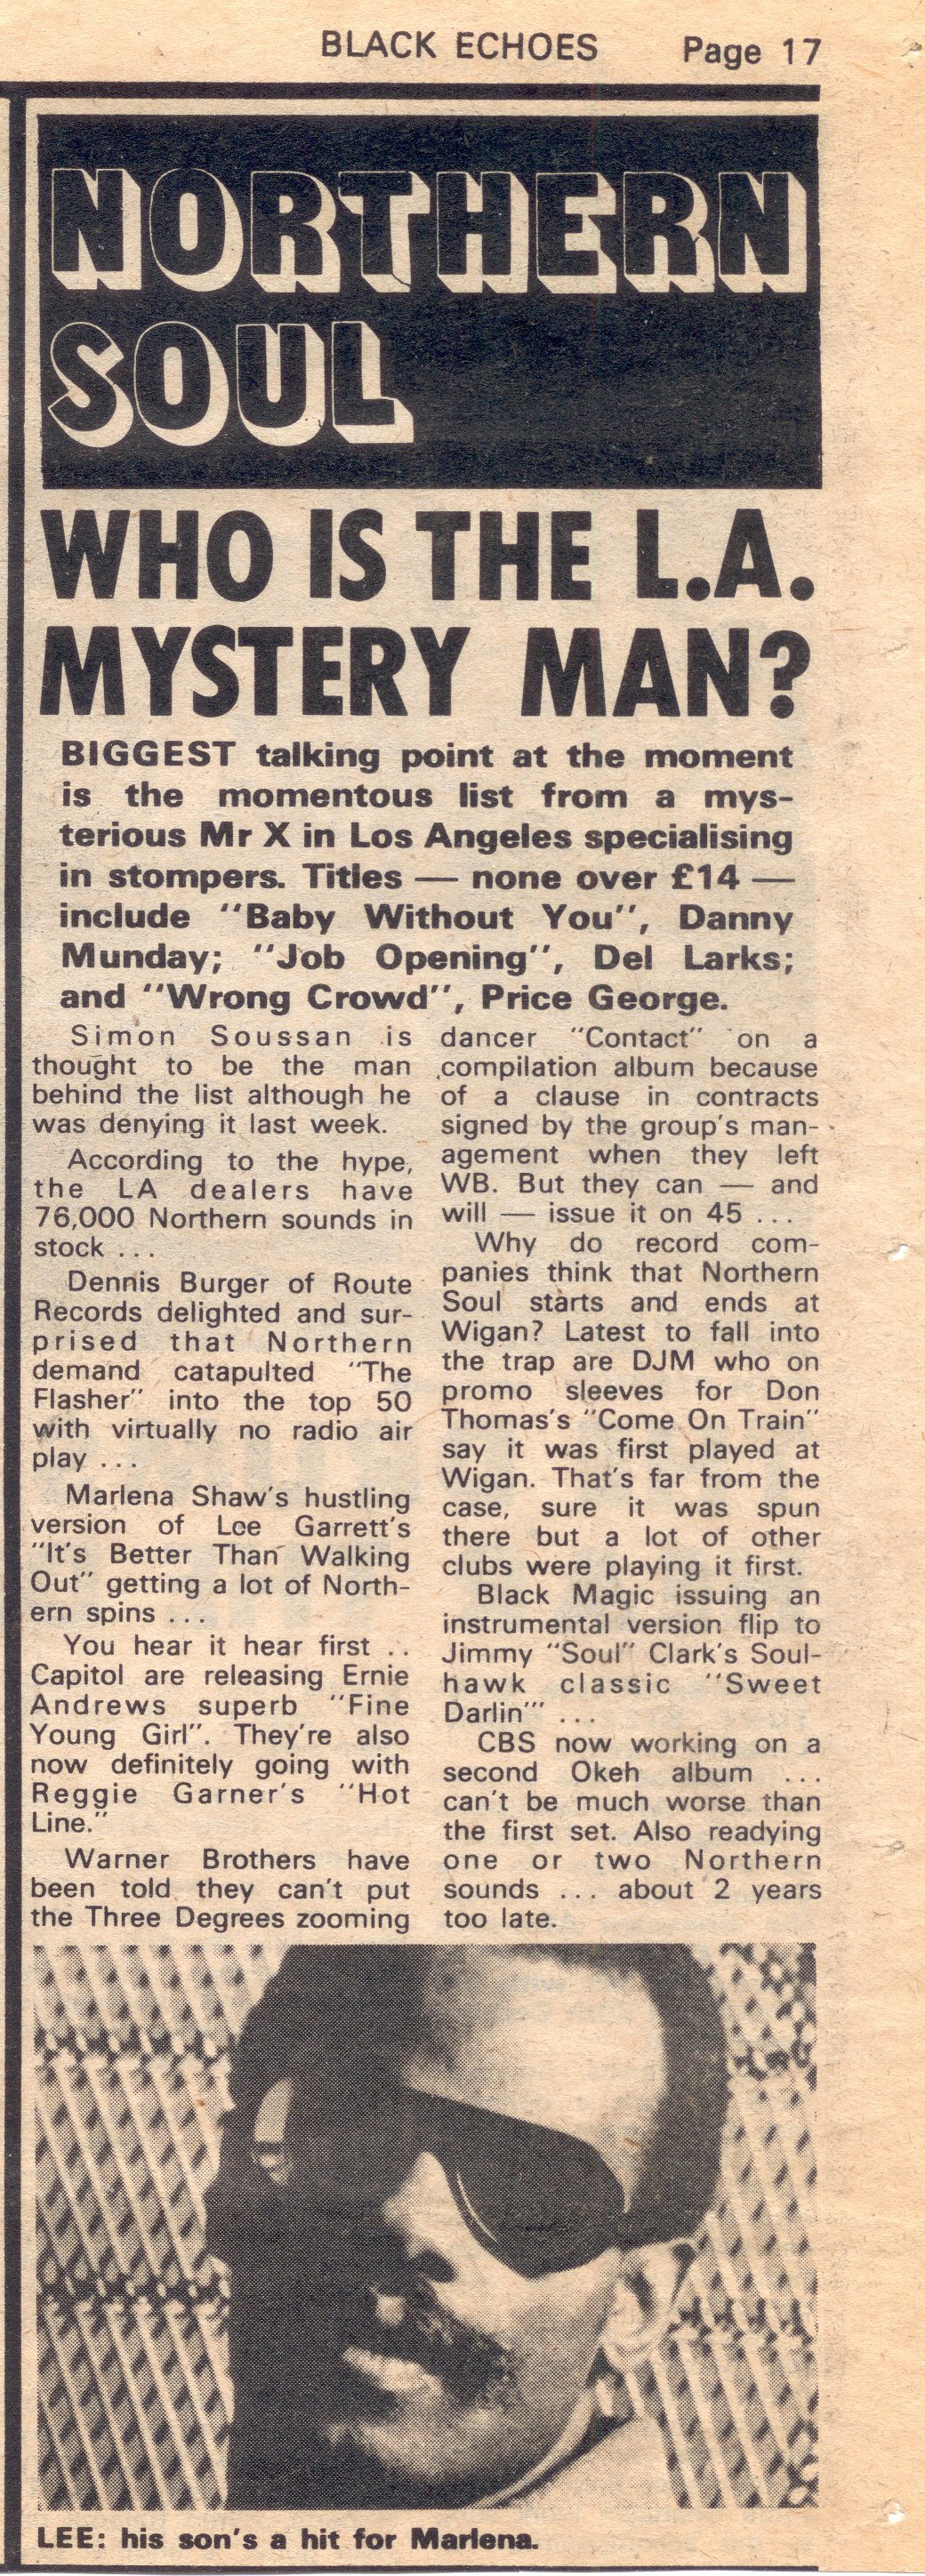 BLACK ECHOES Page 17
NORTHERN
SOUL
WHO IS THE L.A.
MYSTERY MAN?
BIGGEST talking point at the moment
is the momentous list from a mys-
terious Mr X in Los Angeles specialising
in stompers. Titles — none over £14 —
include "Baby Without You", Danny
Munday; "Job Opening", Del Larks;
and "Wrong Crowd", Price George.
Simon Soussan is
thought to be the man
behind the list although he
was denying it last week.
According to the hype,
the LA dealers have
76,000 Northern sounds in
stock ...
Dennis Burger of Route
Records delighted and sur-
prised that Northern
demand catapulted "The
Flasher" into the top 50
with virtually no radio air
play ...
Marlena Shaw's hustling
version of Lee Garrett's
"It's Better Than Walking
Out" getting a lot of North-
ern spins ...
You hear it hear first ..
Capitol are releasing Ernie
Andrews superb "Fine
Young Girl". They're also
now definitely going with
Reggie Garner's "Hot
Line."
Warner Brothers have
been told they can't put
the Three Degrees zooming
dancer "Contact" on a
compilation album because
of a clause in contracts
signed by the group's man-
agement when they left
WB. But they can — and
will — issue it on 45 ...
Why do record com-
panies think that Northern
Soul starts and ends at
Wigan? Latest to fall into
the trap are DJM who on
promo sleeves for Don
Thomas's "Come On Train"
say it was first played at
Wigan. That's far from the
case, sure it was spun
there but a lot of other
clubs were playing it first.
Black Magic issuing an
instrumental version flip to
Jimmy "Soul" Clark's Soul-
hawk classic "Sweet
Darlin'" ...
CBS now working on a
second Okeh album ...
can't be much worse than
the first set. Also readying
one or two Northern
sounds ... about 2 years
too late.
LEE: his son's a hit for Marlena.